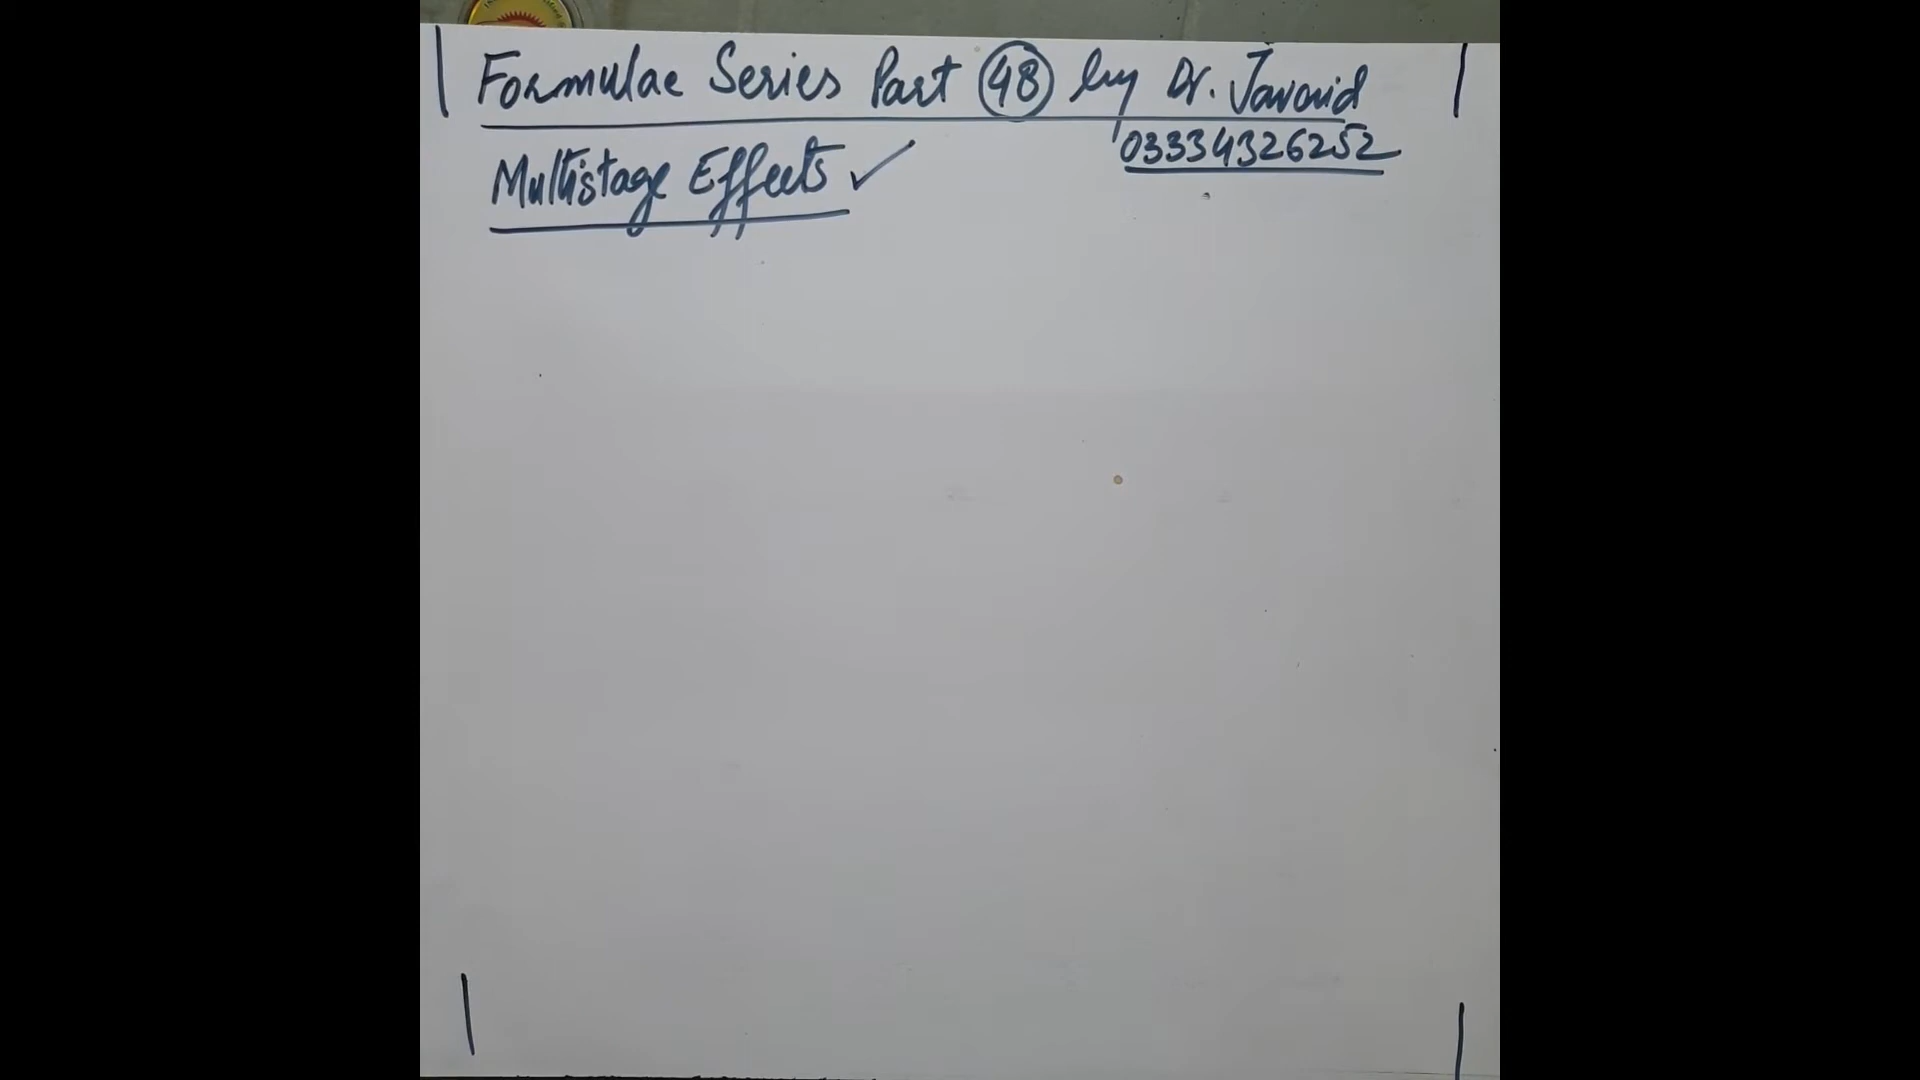 Formulae Series Part 48 by Dr. Javaid
03334326252
Multistage Effects ✓